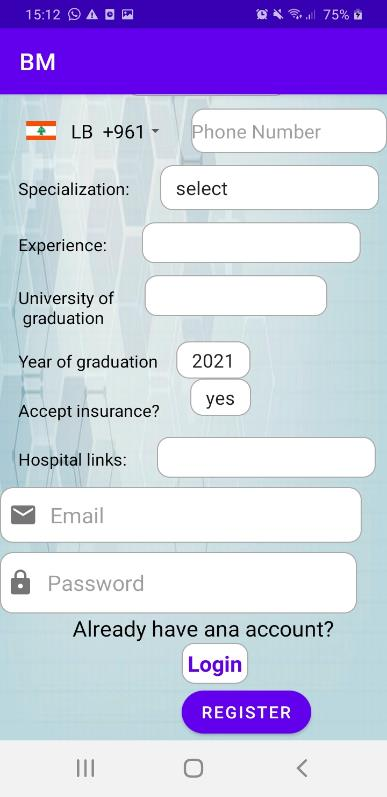 15:12 75%
BM
LB +961 Phone Number
Specialization: select
Experience:
University of
graduation
Year of graduation 2021
Accept insurance? yes
Hospital links:
Email
Password
Already have ana account?
Login
REGISTER